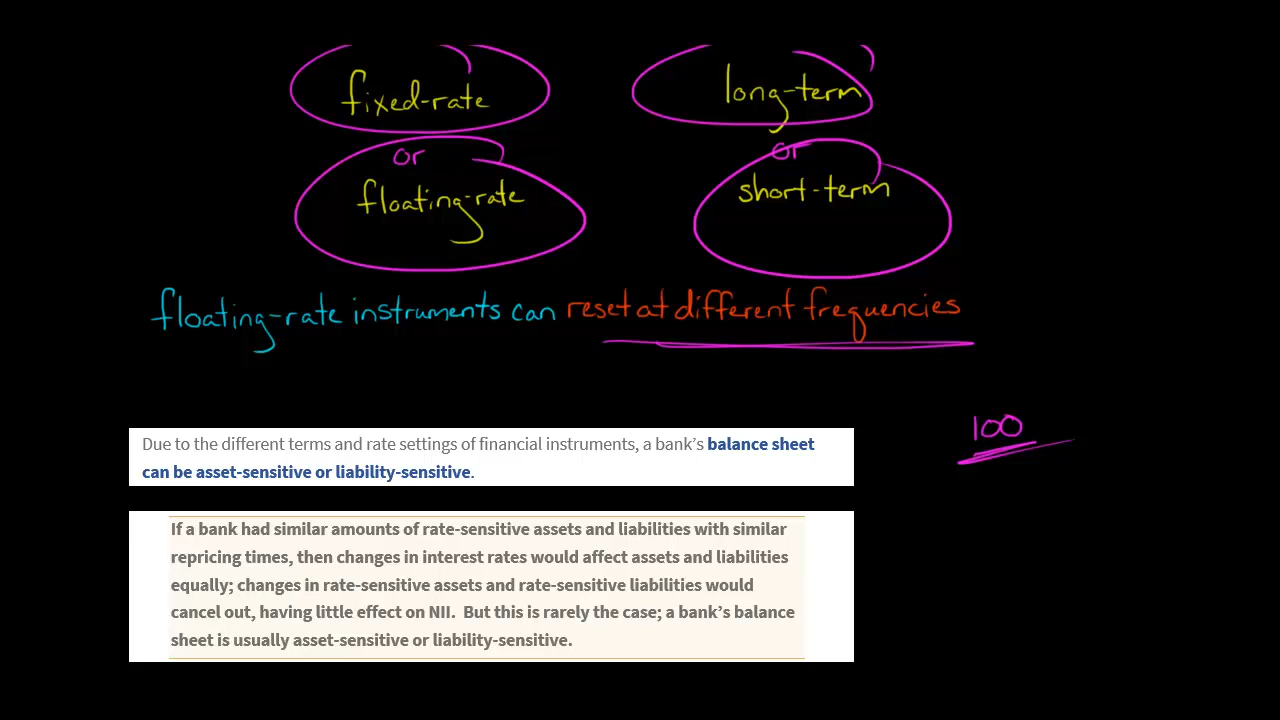 fixed-rate long-term
or or
floating-rate short-term
floating-rate instruments can reset at different frequencies
100
Due to the different terms and rate settings of financial instruments, a bank's balance sheet
can be asset-sensitive or liability-sensitive.
If a bank had similar amounts of rate-sensitive assets and liabilities with similar
repricing times, then changes in interest rates would affect assets and liabilities
equally; changes in rate-sensitive assets and rate-sensitive liabilities would
cancel out, having little effect on NII. But this is rarely the case; a bank's balance
sheet is usually asset-sensitive or liability-sensitive.